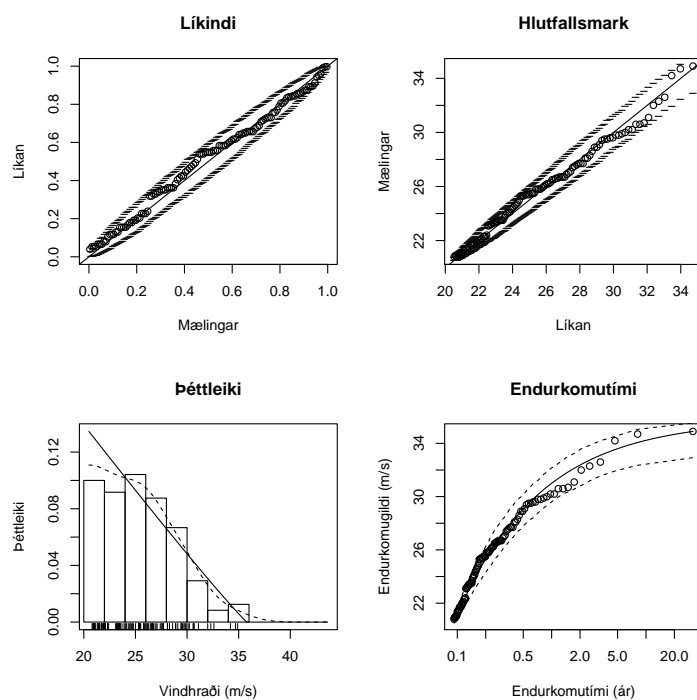 Líkindi
Líkan
0.0 0.2 0.4 0.6 0.8 1.0
0.0 0.2 0.4 0.6 0.8 1.0
Mælingar
Hlutfallsmark
Mælingar
22 26 30 34
20 22 24 26 28 30 32 34
Líkan
Þéttleiki
Þéttleiki
0.00 0.04 0.08 0.12
20 25 30 35 40
Vindhraði (m/s)
Endurkomutími
Endurkomugildi (m/s)
22 26 30 34
0.1 0.5 2.0 5.0 20.0
Endurkomutími (ár)